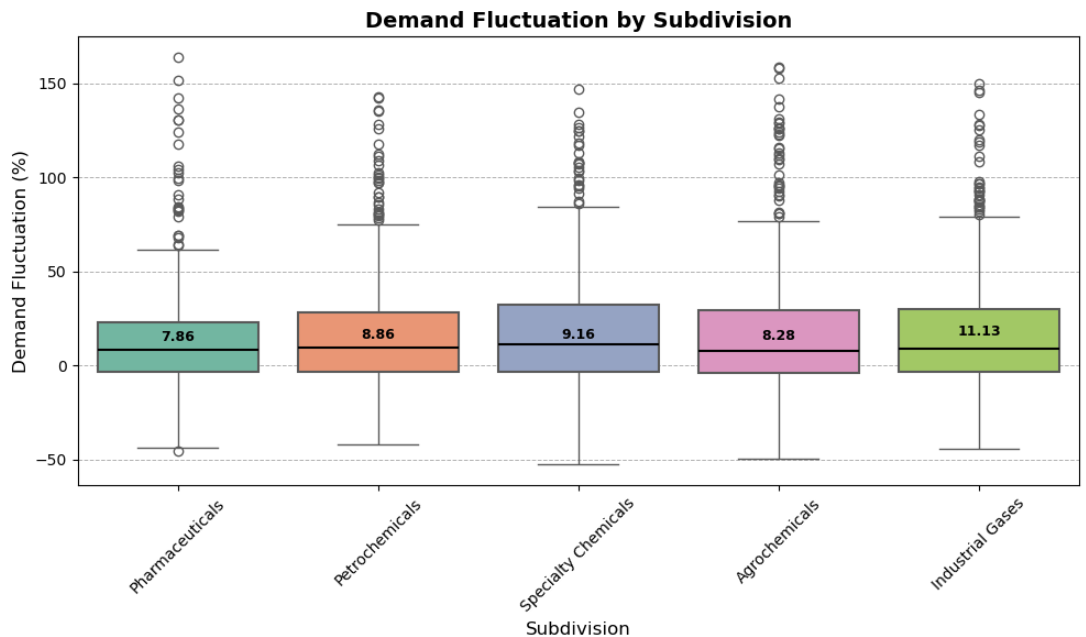 Demand Fluctuation by Subdivision
Demand Fluctuation (%)
150
100
50
0
−50
7.86
8.86
9.16
8.28
11.13
Pharmaceuticals
Petrochemicals
Specialty Chemicals
Agrochemicals
Industrial Gases
Subdivision